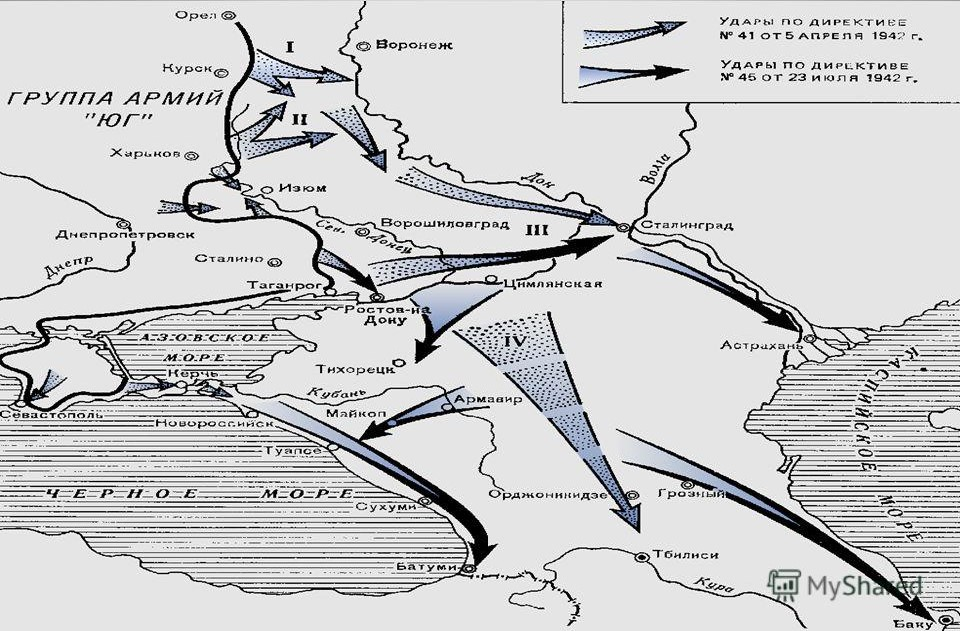 Орел
I
Воронеж
УДАРЫ ПО ДИРЕКТИВЕ
№ 41 ОТ 5 АПРЕЛЯ 1942 г.
Курск
УДАРЫ ПО ДИРЕКТИВЕ
№ 45 ОТ 23 ИЮЛЯ 1942 г.
ГРУППА АРМИЙ
"ЮГ"
II
Харьков
Изюм
Дон
Волга
Днепропетровск
Сев. Донец
Ворошиловград
III
Сталинград
Днепр
Сталино
Таганрог
Цимлянская
Ростов-на
Дону
АЗОВСКОЕ
МОРЕ
IV
Астрахань
Керчь
Тихорецк
Кубань
Армавир
Майкоп
Севастополь
Новороссийск
Туапсе
КАСПИЙСКОЕ
МОРЕ
ЧЕРНОЕ МОРЕ
Сухуми
Орджоникидзе
Грозный
Батуми
Тбилиси
Кура
Баку
MyShared